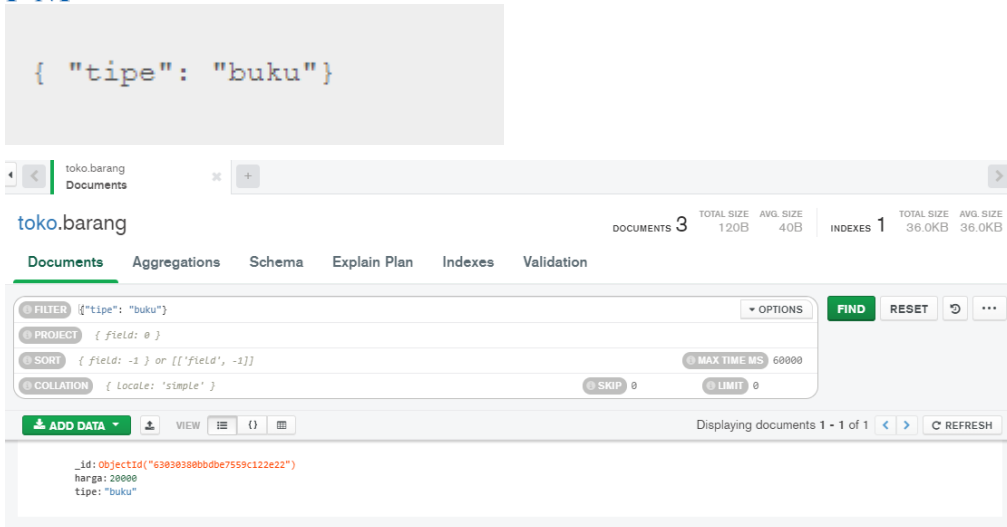 { "tipe": "buku"}
toko.barang
Documents
toko.barang
DOCUMENTS 3 TOTAL SIZE 120B AVG. SIZE 40B INDEXES 1 TOTAL SIZE 36.0KB AVG. SIZE 36.0KB
Documents Aggregations Schema Explain Plan Indexes Validation
FILTER {"tipe": "buku"} OPTIONS FIND RESET
PROJECT { field: 0 }
SORT { field: -1 } or [['field', -1]] MAX TIME MS 60000
COLLATION { locale: 'simple' } SKIP 0 LIMIT 0
ADD DATA VIEW {} Displaying documents 1 - 1 of 1 REFRESH
_id: ObjectId("63030380bbdbe7559c122e22")
harga: 20000
tipe: "buku"